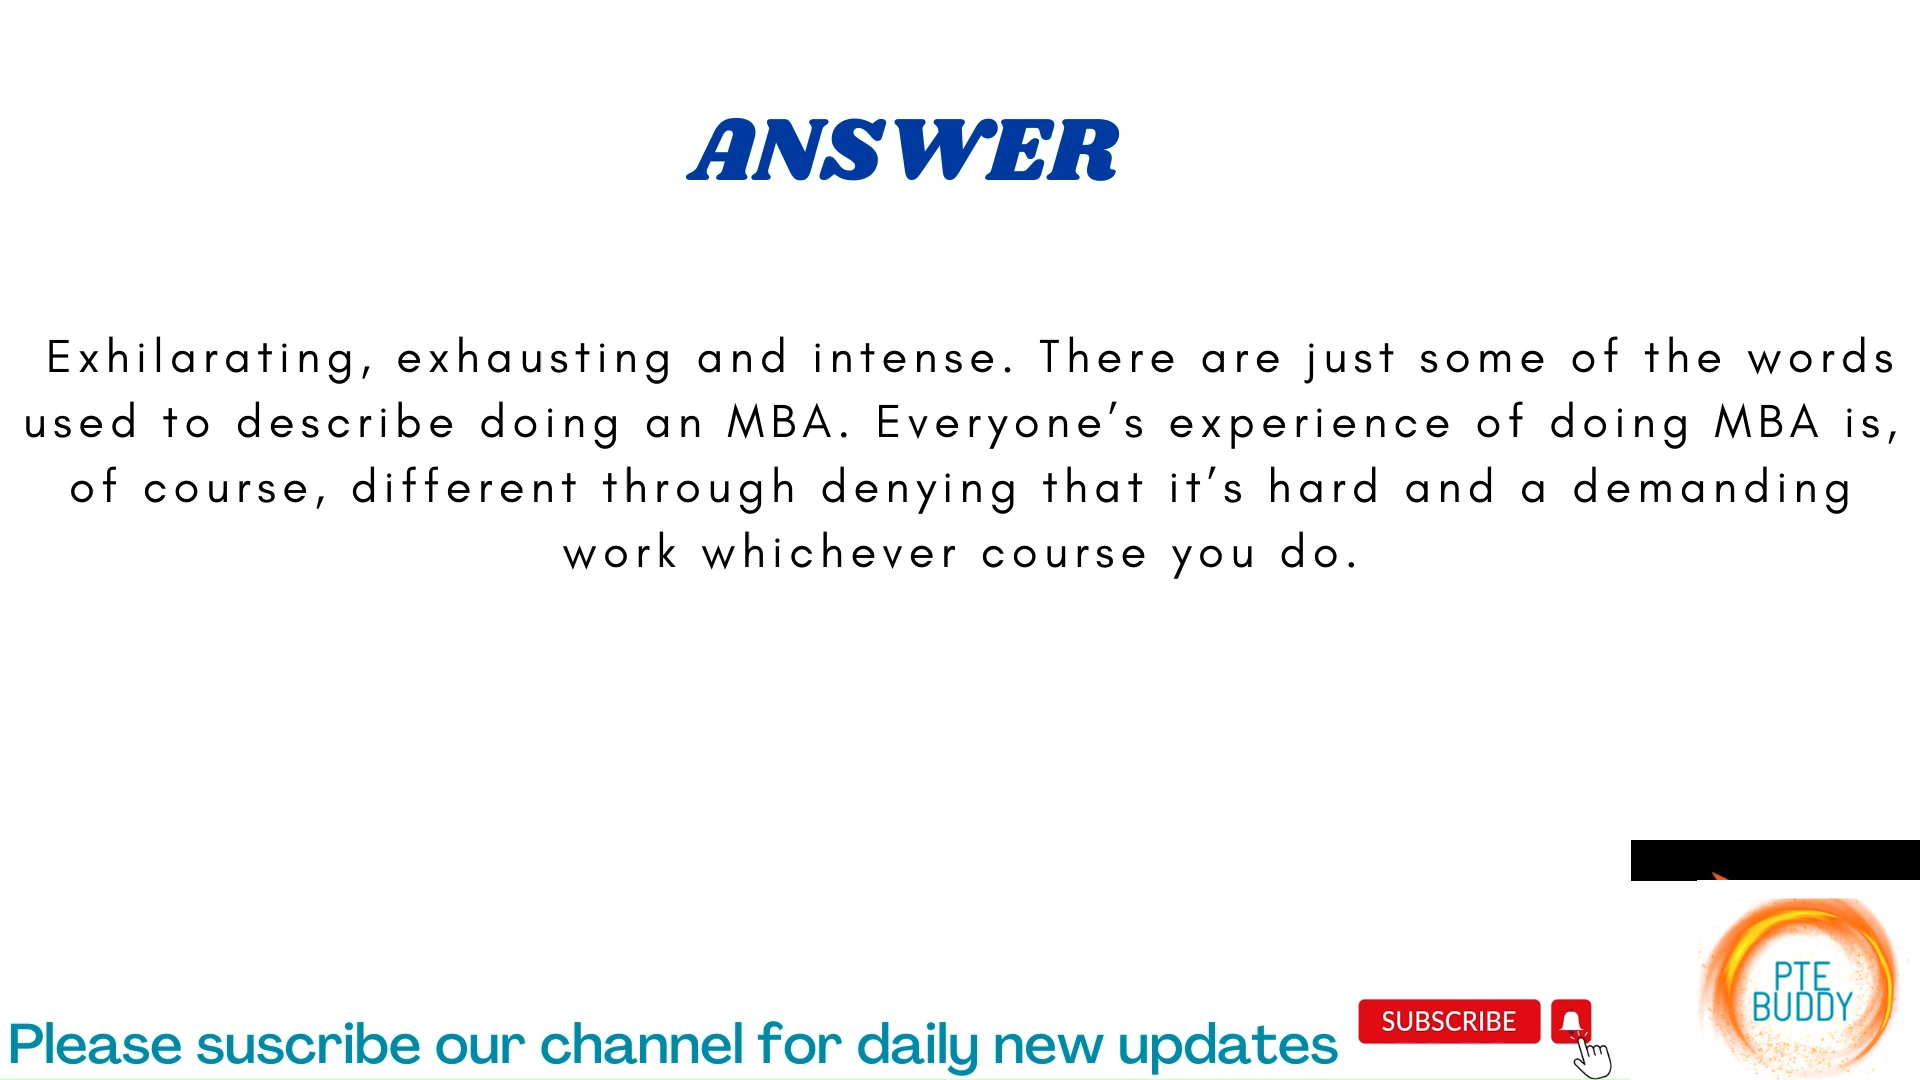 ANSWER
Exhilarating, exhausting and intense. There are just some of the words
used to describe doing an MBA. Everyone’s experience of doing MBA is,
of course, different through denying that it’s hard and a demanding
work whichever course you do.
PTE
BUDDY
SUBSCRIBE
Please suscribe our channel for daily new updates